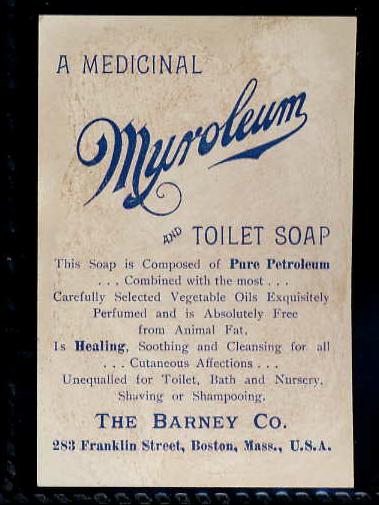 A MEDICINAL
Myroleum
AND TOILET SOAP
This Soap is Composed of Pure Petroleum
. . . Combined with the most . . .
Carefully Selected Vegetable Oils Exquisitely
Perfumed and is Absolutely Free
from Animal Fat.
Is Healing, Soothing and Cleansing for all
. . . Cutaneous Affections . . .
Unequalled for Toilet, Bath and Nursery,
Shaving or Shampooing.
THE BARNEY CO.
283 Franklin Street, Boston, Mass., U.S.A.